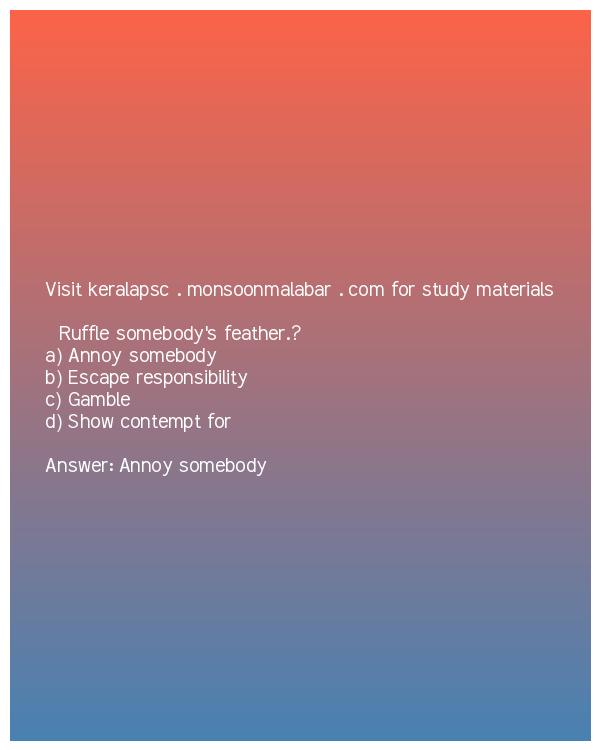 Visit keralapsc . monsoonmalabar . com for study materials
Ruffle somebody's feather.?
a) Annoy somebody
b) Escape responsibility
c) Gamble
d) Show contempt for
Answer: Annoy somebody